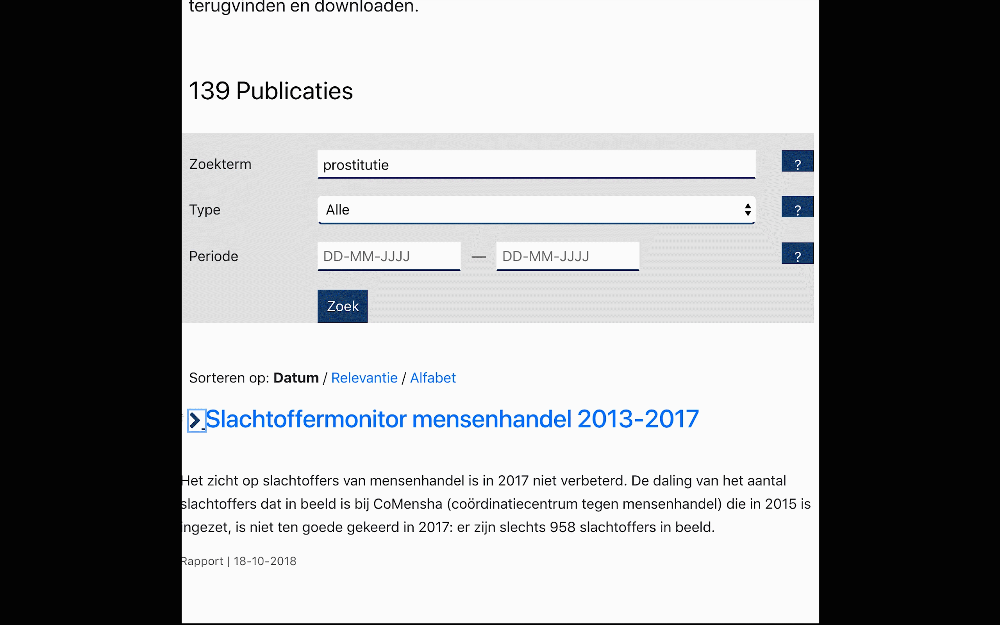 terugvinden en downloaden.
139 Publicaties
Zoekterm prostitutie ?
Type Alle ?
Periode DD-MM-JJJJ — DD-MM-JJJJ ?
Zoek
Sorteren op: Datum / Relevantie / Alfabet
Slachtoffermonitor mensenhandel 2013-2017
Het zicht op slachtoffers van mensenhandel is in 2017 niet verbeterd. De daling van het aantal
slachtoffers dat in beeld is bij CoMensha (coördinatiecentrum tegen mensenhandel) die in 2015 is
ingezet, is niet ten goede gekeerd in 2017: er zijn slechts 958 slachtoffers in beeld.
Rapport | 18-10-2018